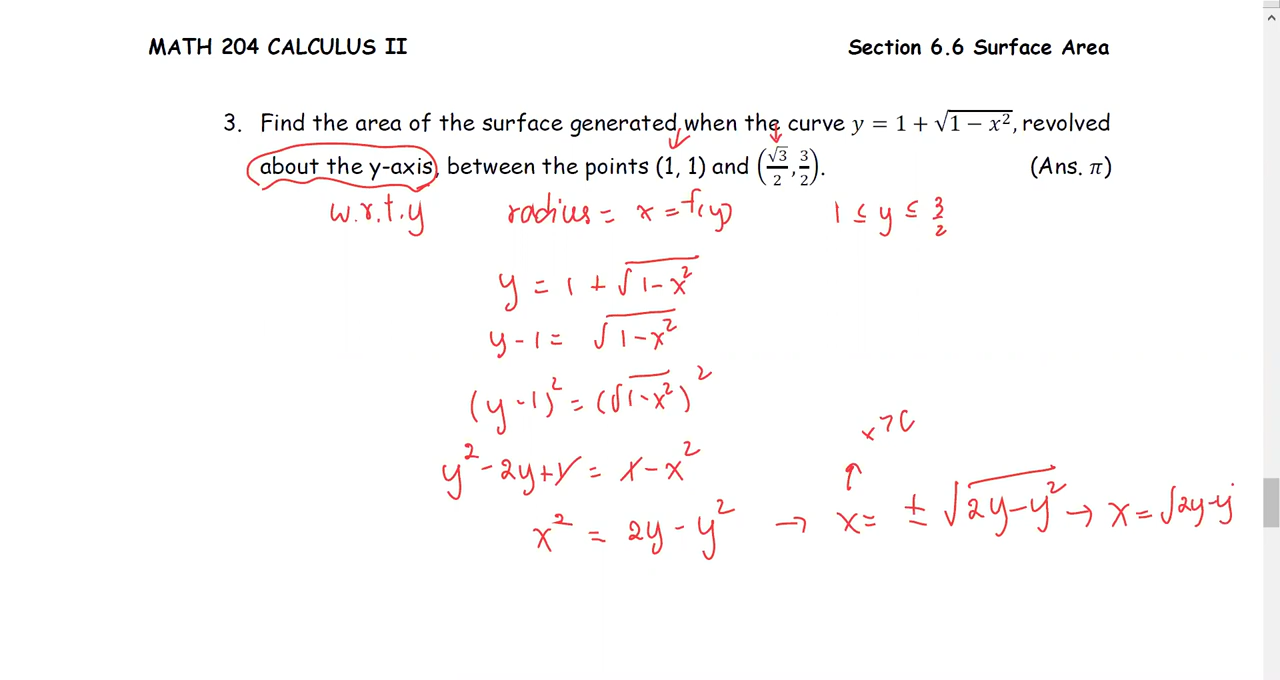 MATH 204 CALCULUS II Section 6.6 Surface Area
3. Find the area of the surface generated when the curve y = 1 + √(1 − x²), revolved
about the y-axis, between the points (1, 1) and (√3/2, 3/2). (Ans. π)
w.r.t.y radius = x = f(y) 1 ≤ y ≤ 3/2
y = 1 + √(1-x²)
y - 1 = √(1-x²)
(y-1)² = (√(1-x²))²
x > 0
y² - 2y + 1 = 1 - x²
x² = 2y - y² → x = ± √(2y-y²) → x = √2y-y